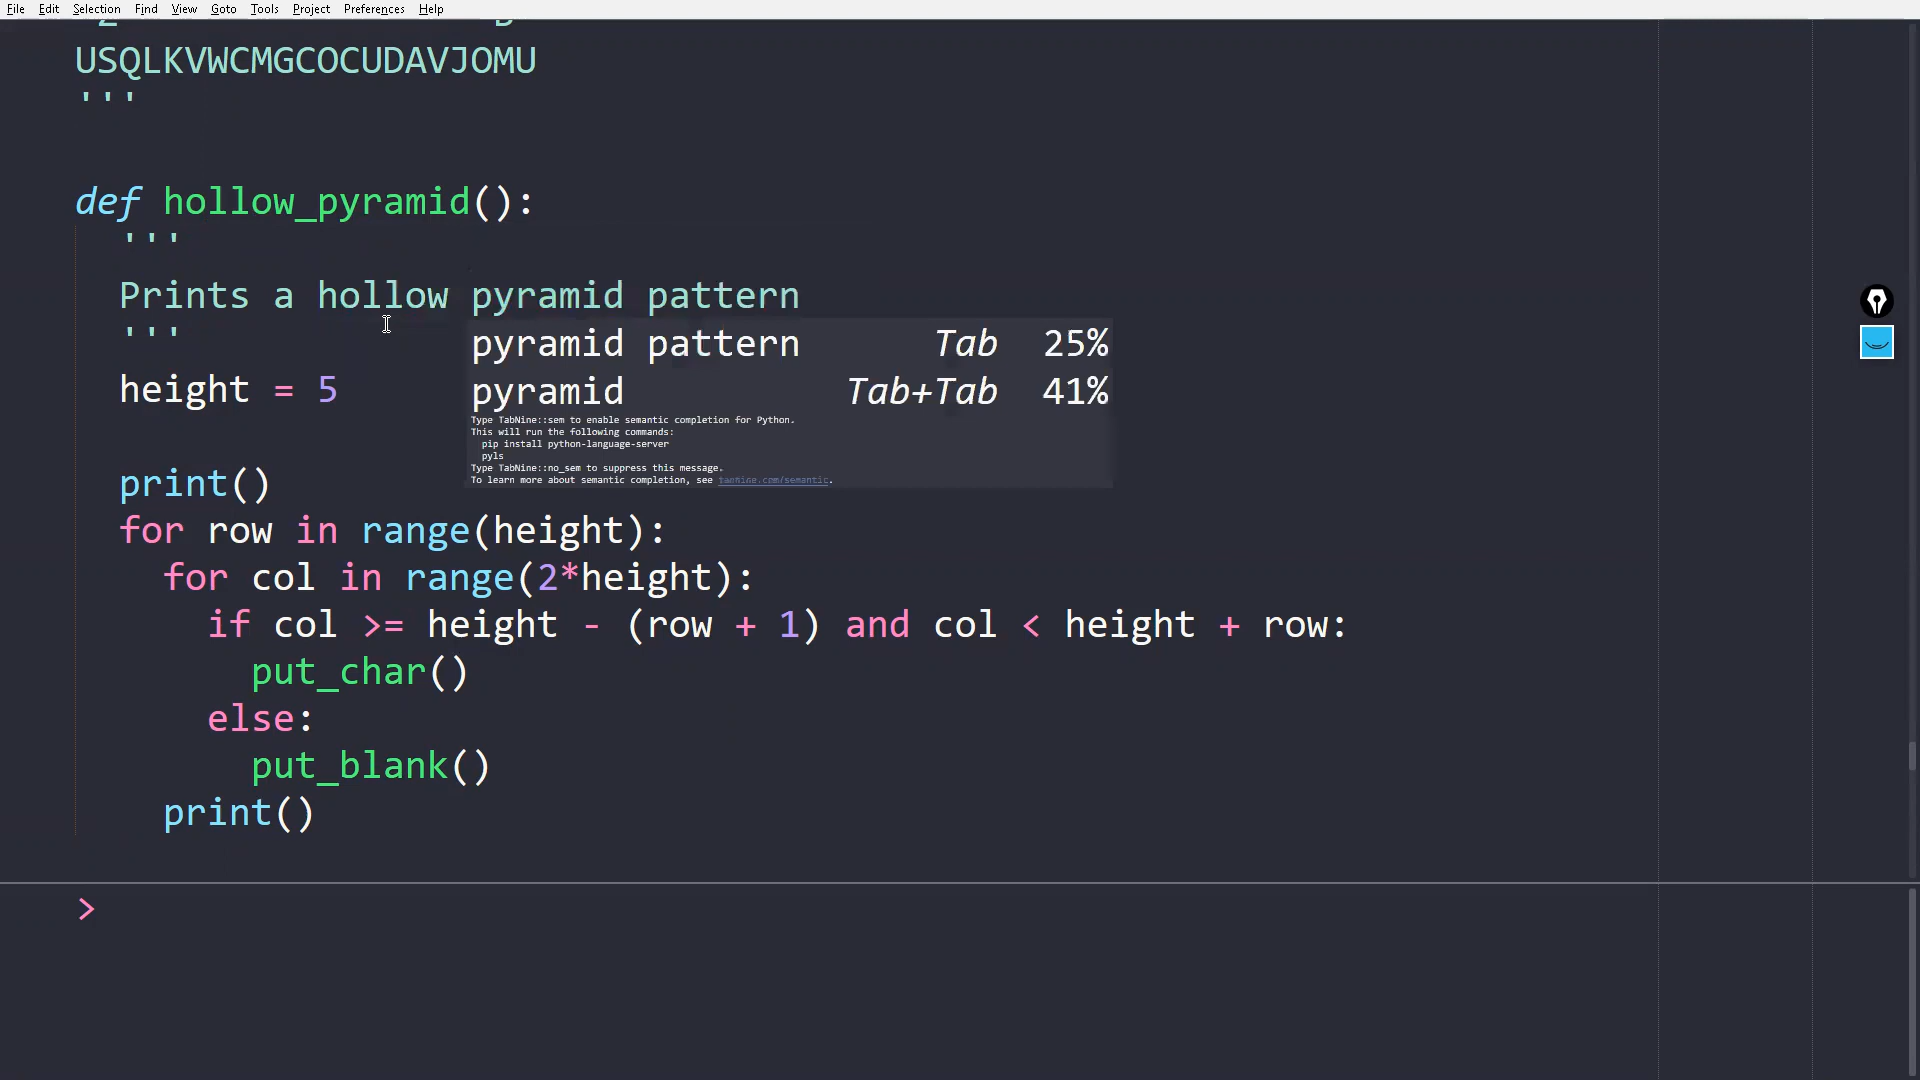 File Edit Selection Find View Goto Tools Project Preferences Help
USQLKVWCMGCOCUDAVJOMU
'''
def hollow_pyramid():
'''
Prints a hollow pyramid pattern
'''
pyramid pattern Tab 25%
height = 5
pyramid Tab+Tab 41%
Type TabNine::sem to enable semantic completion for Python.
This will run the following commands:
pip install python-language-server
pyls
Type TabNine::no_sem to suppress this message.
To learn more about semantic completion, see tabnine.com/semantic.
print()
for row in range(height):
for col in range(2*height):
if col >= height - (row + 1) and col < height + row:
put_char()
else:
put_blank()
print()
>